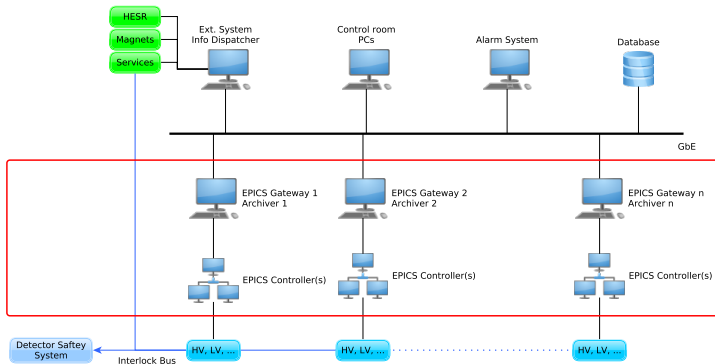 HESR
Magnets
Services
Ext. System
Info Dispatcher
Control room
PCs
Alarm System
Database
GbE
EPICS Gateway 1
Archiver 1
EPICS Gateway 2
Archiver 2
EPICS Gateway n
Archiver n
EPICS Controller(s)
EPICS Controller(s)
EPICS Controller(s)
Detector Saftey
System
Interlock Bus
HV, LV, ...
HV, LV, ...
HV, LV, ...